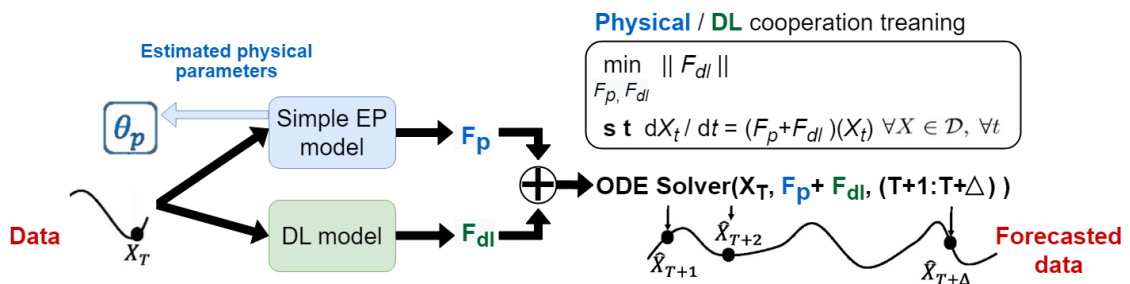 Physical / DL cooperation treaning
min || F_dl ||
F_p, F_dl
s t dX_t / dt = (F_p+F_dl )(X_t) ∀X ∈ D, ∀t
Estimated physical
parameters
θ_p
Simple EP
model
F_p
ODE Solver(X_T, F_p+ F_dl, (T+1:T+△) )
Data
X_T
DL model
F_dl
X̂_T+1
X̂_T+2
X̂_T+Δ
Forecasted
data